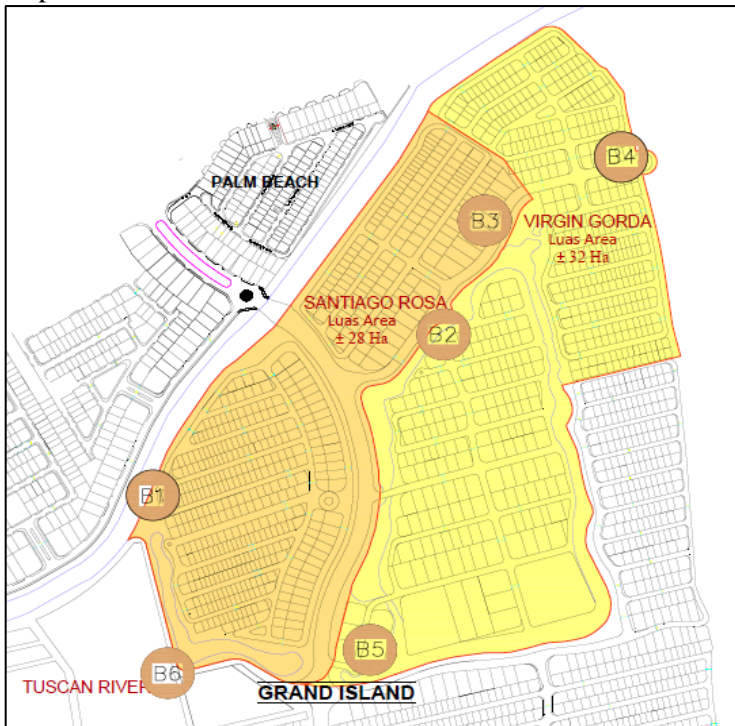 PALM BEACH
B4
B3
VIRGIN GORDA
Luas Area
± 32 Ha
SANTIAGO ROSA
Luas Area
± 28 Ha
B2
B1
B5
B6
TUSCAN RIVER
GRAND ISLAND